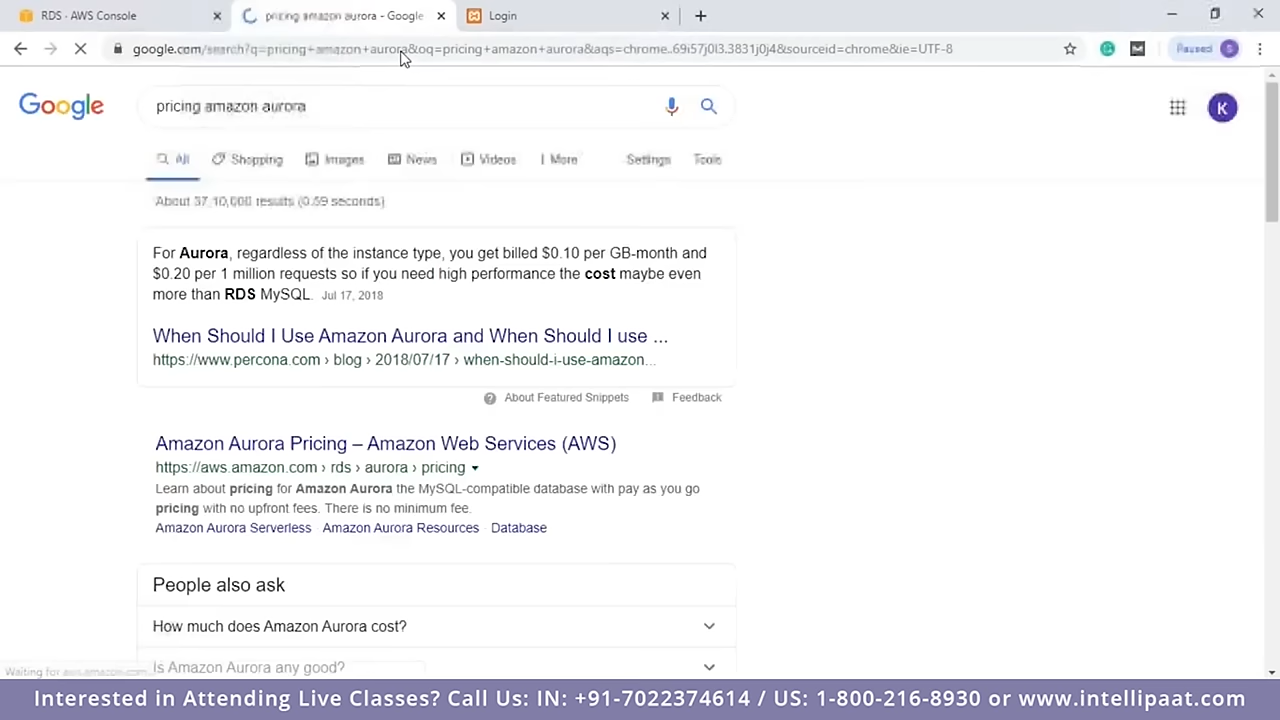 RDS - AWS Console
pricing amazon aurora - Google
Login
google.com/search?q=pricing+amazon+aurora&oq=pricing+amazon+aurora&aqs=chrome..69i57j0l3.3831j0j4&sourceid=chrome&ie=UTF-8
Paused
S
Google
pricing amazon aurora
K
All
Shopping
Images
News
Videos
More
Settings
Tools
About 37,10,000 results (0.59 seconds)
For Aurora, regardless of the instance type, you get billed $0.10 per GB-month and
$0.20 per 1 million requests so if you need high performance the cost maybe even
more than RDS MySQL. Jul 17, 2018
When Should I Use Amazon Aurora and When Should I use ...
https://www.percona.com › blog › 2018/07/17 › when-should-i-use-amazon...
About Featured Snippets
Feedback
Amazon Aurora Pricing – Amazon Web Services (AWS)
https://aws.amazon.com › rds › aurora › pricing
Learn about pricing for Amazon Aurora the MySQL-compatible database with pay as you go
pricing with no upfront fees. There is no minimum fee.
Amazon Aurora Serverless · Amazon Aurora Resources · Database
People also ask
How much does Amazon Aurora cost?
Is Amazon Aurora any good?
Waiting for aws.amazon.com...
Interested in Attending Live Classes? Call Us: IN: +91-7022374614 / US: 1-800-216-8930 or www.intellipaat.com